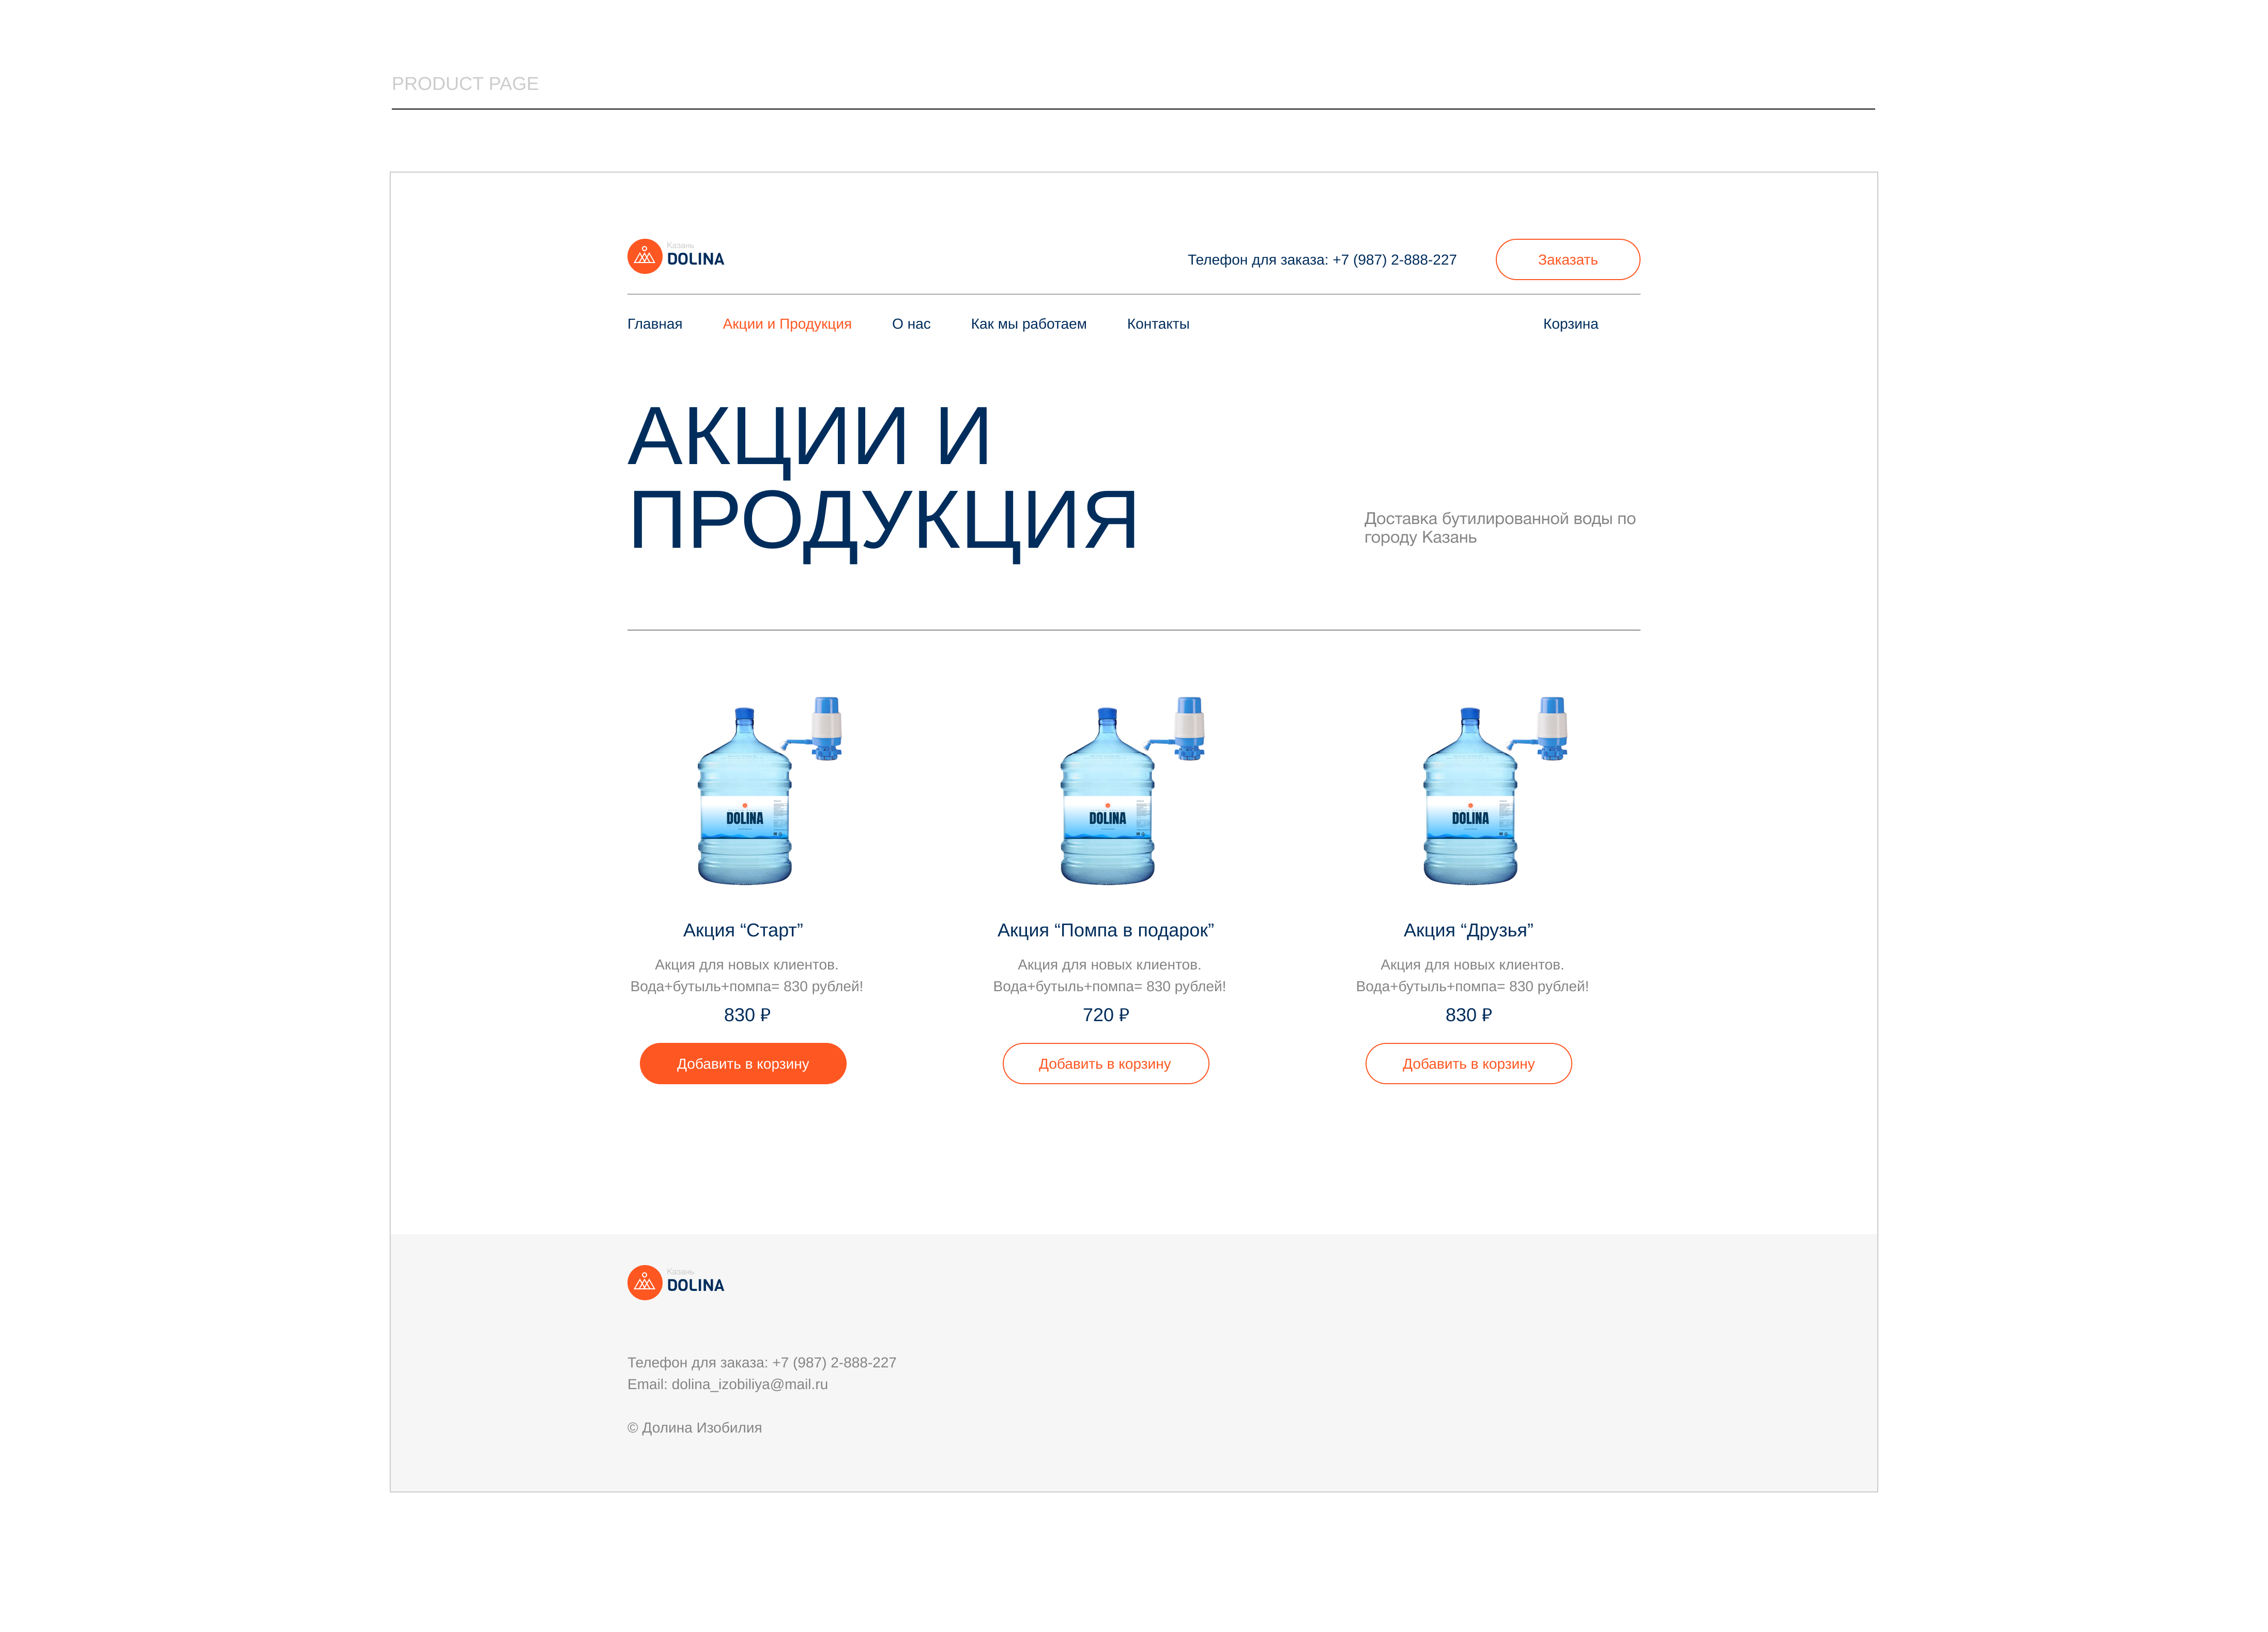 PRODUCT PAGE
Казань
DOLINA
Телефон для заказа: +7 (987) 2-888-227
Заказать
Главная
Акции и Продукция
О нас
Как мы работаем
Контакты
Корзина
АКЦИИ И
ПРОДУКЦИЯ
Доставка бутилированной воды по
городу Казань
DOLINA
DOLINA
DOLINA
Акция “Старт”
Акция для новых клиентов.
Вода+бутыль+помпа= 830 рублей!
830 ₽
Добавить в корзину
Акция “Помпа в подарок”
Акция для новых клиентов.
Вода+бутыль+помпа= 830 рублей!
720 ₽
Добавить в корзину
Акция “Друзья”
Акция для новых клиентов.
Вода+бутыль+помпа= 830 рублей!
830 ₽
Добавить в корзину
Казань
DOLINA
Телефон для заказа: +7 (987) 2-888-227
Email: dolina_izobiliya@mail.ru
© Долина Изобилия